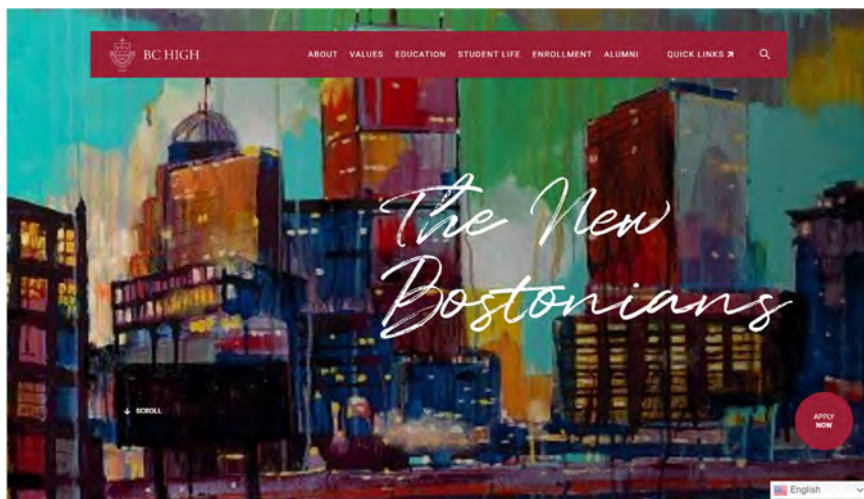 BC HIGH
ABOUT VALUES EDUCATION STUDENT LIFE ENROLLMENT ALUMNI QUICK LINKS
The New
Bostonians
SCROLL
APPLY
NOW
English